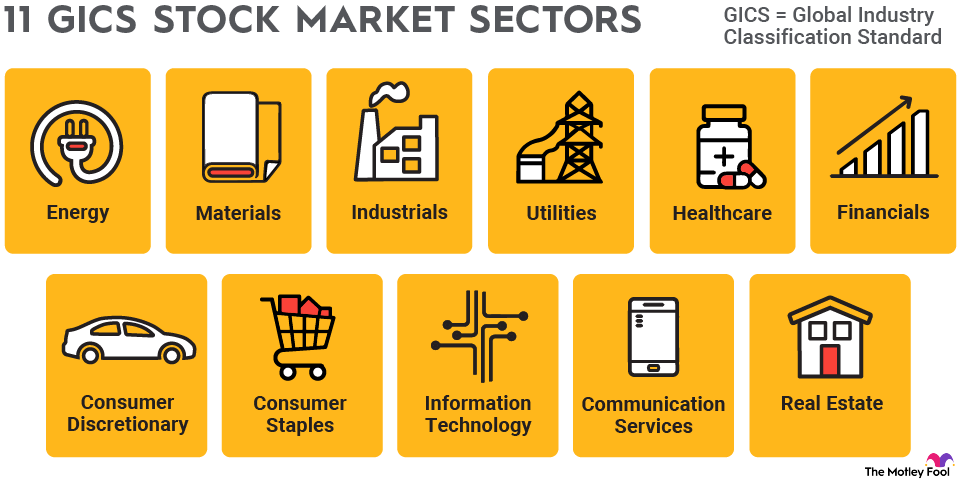 11 GICS STOCK MARKET SECTORS
GICS = Global Industry
Classification Standard
Energy
Materials
Industrials
Utilities
Healthcare
Financials
Consumer
Discretionary
Consumer
Staples
Information
Technology
Communication
Services
Real Estate
The Motley Fool